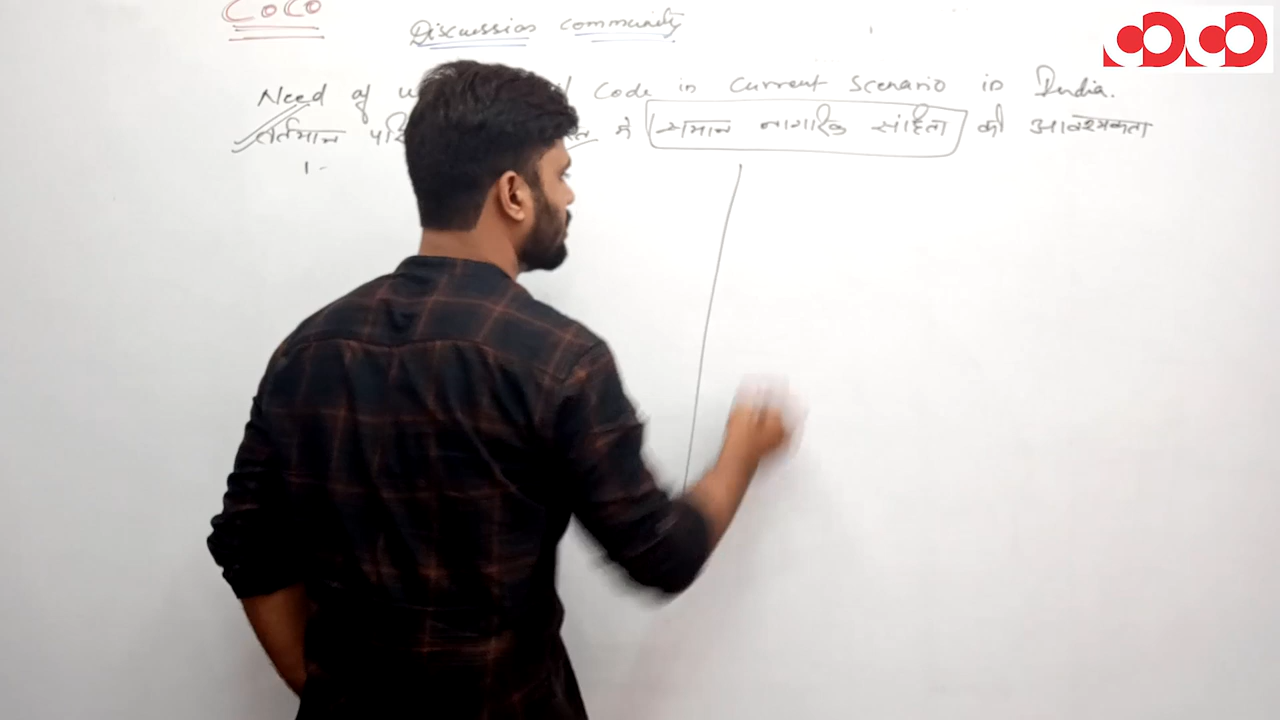 CoCo
Discussion Community
Need of Code in Current Scenario in India.
वर्तमान में समान नागरिक संहिता की आवश्यकता
1 -